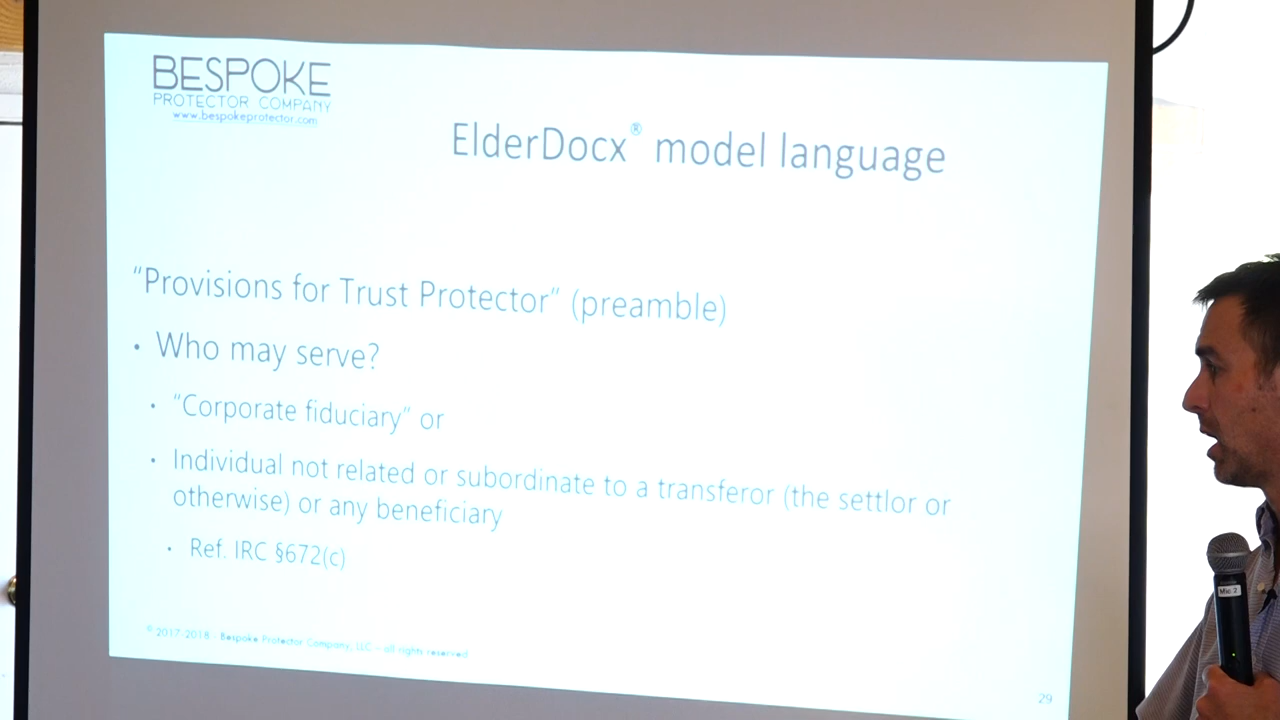 BESPOKE
PROTECTOR COMPANY
www.bespokeprotector.com
ElderDocx® model language
“Provisions for Trust Protector” (preamble)
• Who may serve?
• “Corporate fiduciary” or
• Individual not related or subordinate to a transferor (the settlor or
otherwise) or any beneficiary
• Ref. IRC §672(c)
© 2017-2018 - Bespoke Protector Company, LLC – all rights reserved
29
Mic 2